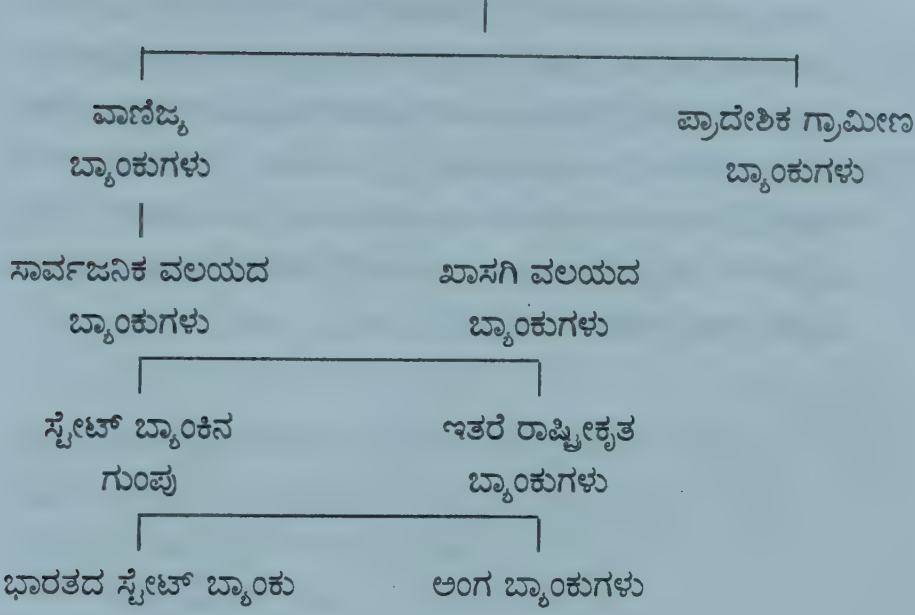 ವಾಣಿಜ್ಯ
ಬ್ಯಾಂಕುಗಳು
ಪ್ರಾದೇಶಿಕ ಗ್ರಾಮೀಣ
ಬ್ಯಾಂಕುಗಳು
ಸಾರ್ವಜನಿಕ ವಲಯದ
ಬ್ಯಾಂಕುಗಳು
ಖಾಸಗಿ ವಲಯದ
ಬ್ಯಾಂಕುಗಳು
ಸ್ಟೇಟ್ ಬ್ಯಾಂಕಿನ
ಗುಂಪು
ಇತರೆ ರಾಷ್ಟ್ರೀಕೃತ
ಬ್ಯಾಂಕುಗಳು
ಭಾರತದ ಸ್ಟೇಟ್ ಬ್ಯಾಂಕು
ಅಂಗ ಬ್ಯಾಂಕುಗಳು